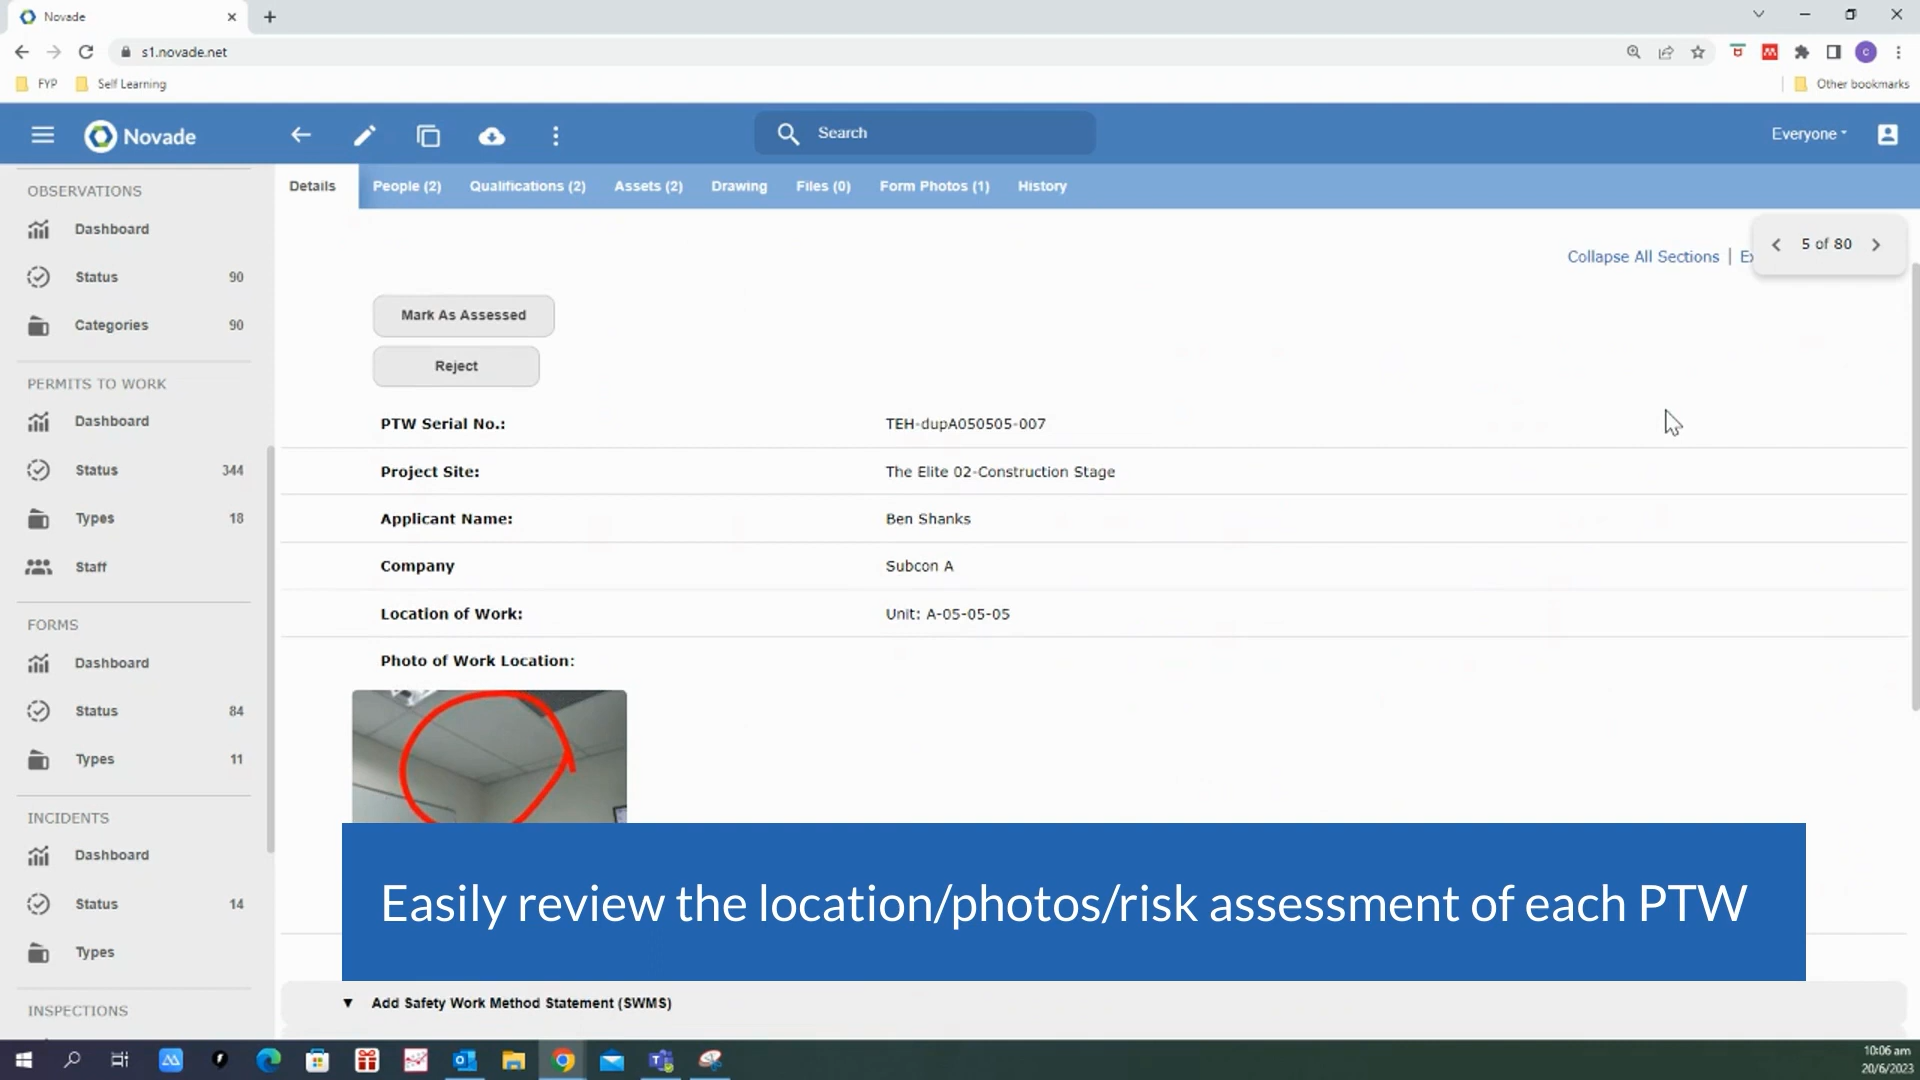 Novade
s1.novade.net
FYP
Self Learning
Other bookmarks
Novade
Search
Everyone
Details
People (2)
Qualifications (2)
Assets (2)
Drawing
Files (0)
Form Photos (1)
History
OBSERVATIONS
Dashboard
Status 90
Categories 90
PERMITS TO WORK
Dashboard
Status 344
Types 18
Staff
FORMS
Dashboard
Status 84
Types 11
INCIDENTS
Dashboard
Status 14
Types
INSPECTIONS
5 of 80
Collapse All Sections | Ex
Mark As Assessed
Reject
PTW Serial No.: TEH-dupA050505-007
Project Site: The Elite 02-Construction Stage
Applicant Name: Ben Shanks
Company Subcon A
Location of Work: Unit: A-05-05-05
Photo of Work Location:
Easily review the location/photos/risk assessment of each PTW
Add Safety Work Method Statement (SWMS)
10:06 am
20/6/2023